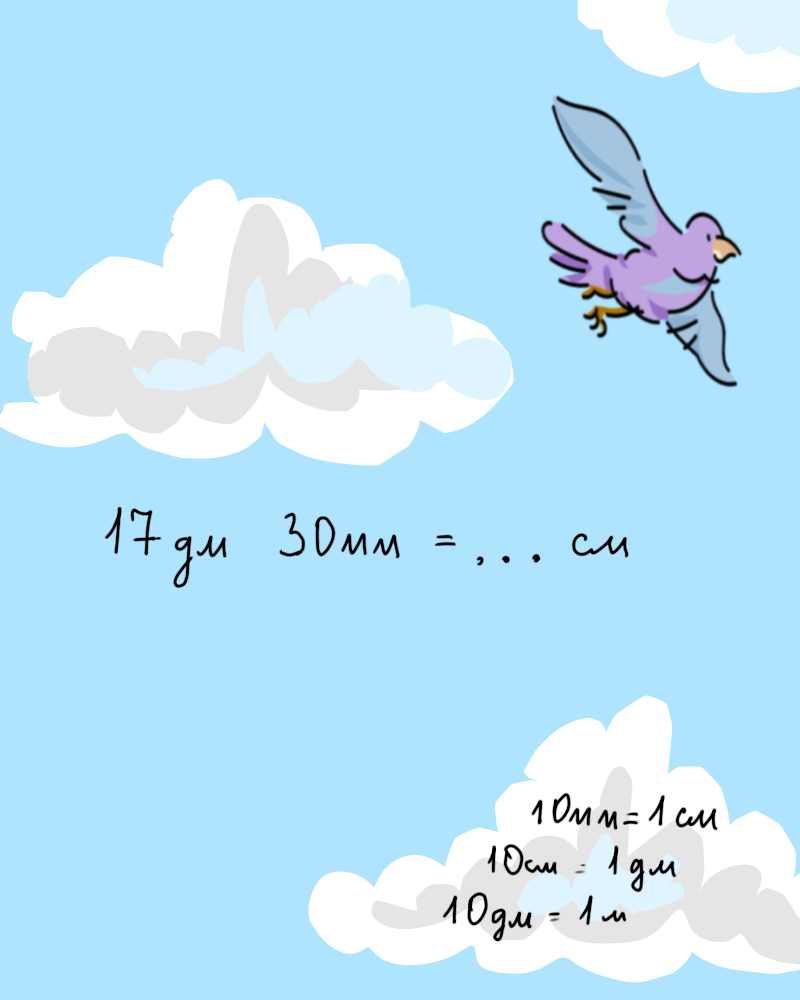 17 дм 30 мм = ... см
10 мм = 1 см
10 см = 1 дм
10 дм = 1 м